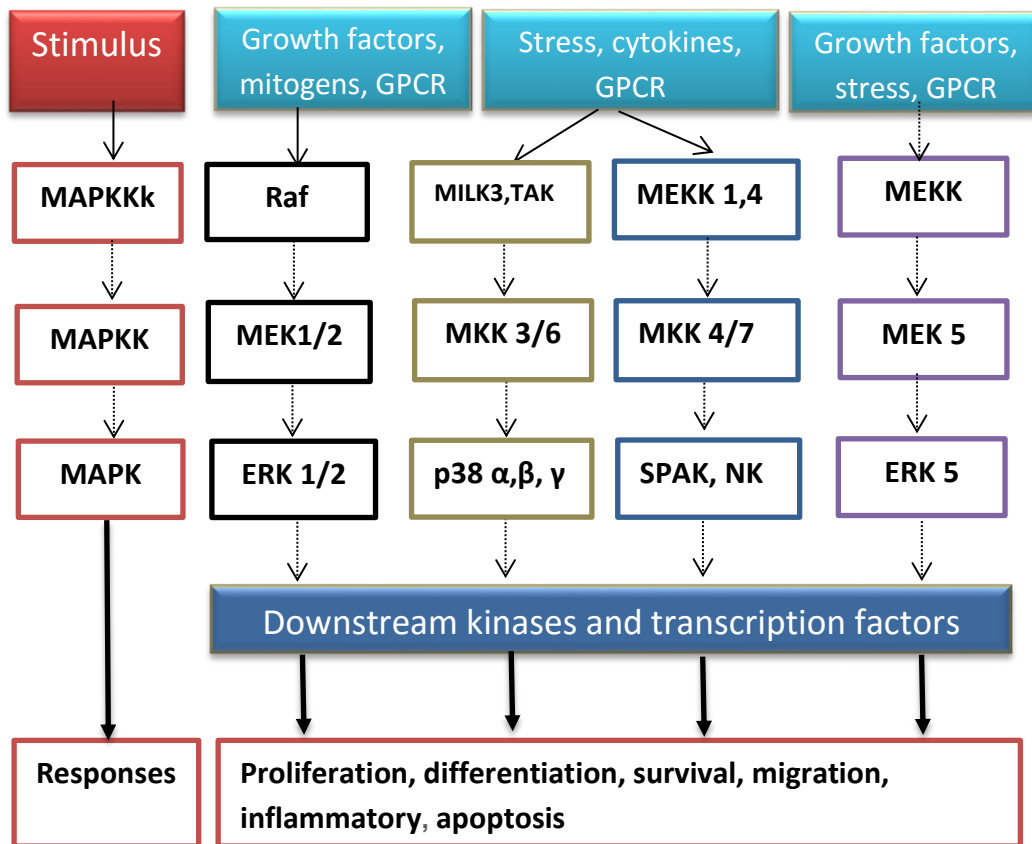 Stimulus
Growth factors,
mitogens, GPCR
Stress, cytokines,
GPCR
Growth factors,
stress, GPCR
MAPKKk
Raf
MILK3,TAK
MEKK 1,4
MEKK
MAPKK
MEK1/2
MKK 3/6
MKK 4/7
MEK 5
MAPK
ERK 1/2
p38 α,β, γ
SPAK, NK
ERK 5
Downstream kinases and transcription factors
Responses
Proliferation, differentiation, survival, migration,
inflammatory, apoptosis